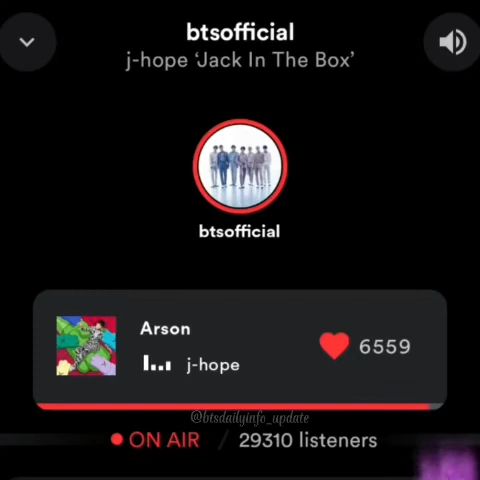 btsofficial
j-hope ‘Jack In The Box’
btsofficial
Arson
j-hope
6559
@btsdailyinfo_update
ON AIR / 29310 listeners